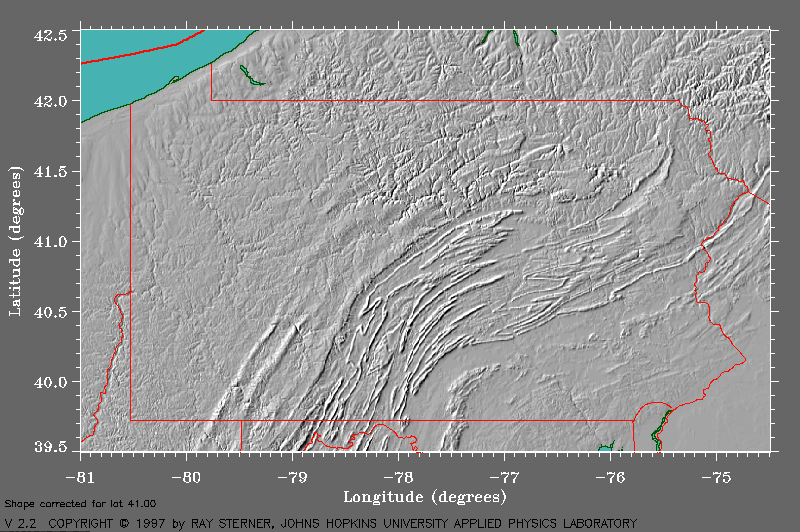 42.5
42.0
41.5
41.0
40.5
40.0
39.5
Latitude (degrees)
−81 −80 −79 −78 −77 −76 −75
Longitude (degrees)
Shape corrected for lat 41.00
V 2.2 COPYRIGHT © 1997 by RAY STERNER, JOHNS HOPKINS UNIVERSITY APPLIED PHYSICS LABORATORY